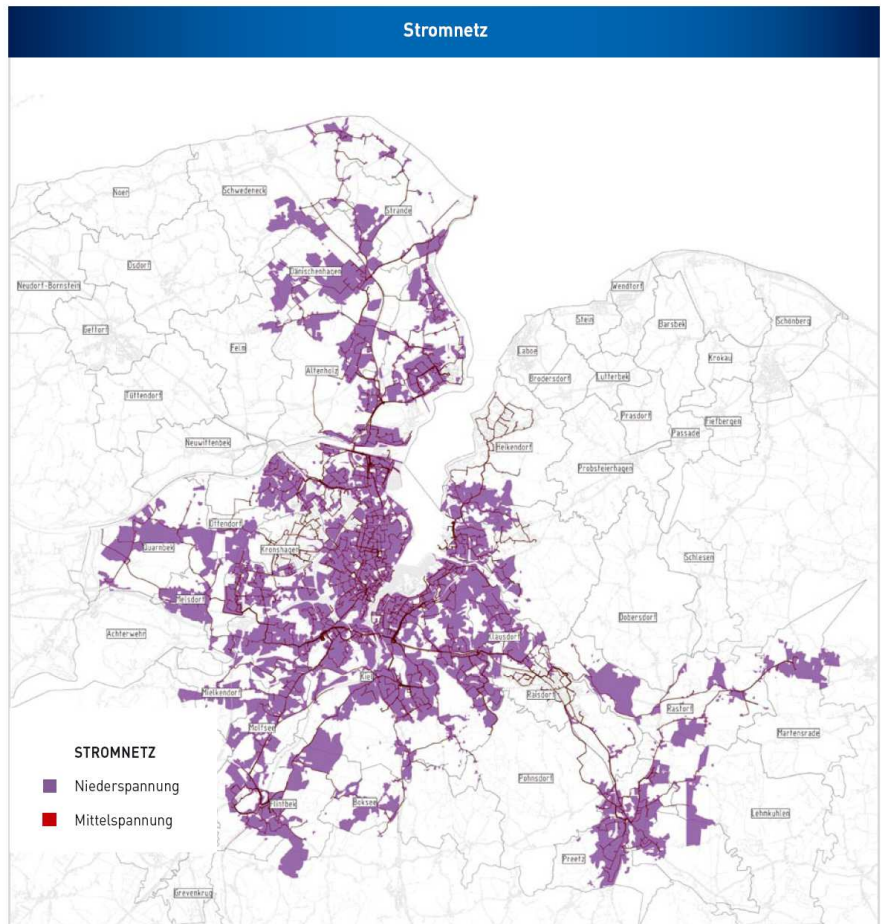 Stromnetz
Noer
Schwedeneck
Strande
Osdorf
Dänischenhagen
Neudorf-Bornstein
Wendtorf
Gettorf
Stein
Barsbek
Schönberg
Felm
Laboe
Krokau
Altenholz
Brodersdorf
Lutterbek
Tüttendorf
Prasdorf
Fiefbergen
Passade
Neuwittenbek
Heikendorf
Probsteierhagen
Ottendorf
Quarnbek
Kronshagen
Schlesen
Melsdorf
Dobersdorf
Achterwehr
Klausdorf
Kiel
Mielkendorf
Raisdorf
Rastorf
Molfsee
Martensrade
STROMNETZ
Pohnsdorf
Niederspannung
Flintbek
Boksee
Lehmkuhlen
Mittelspannung
Preetz
Grevenkrug